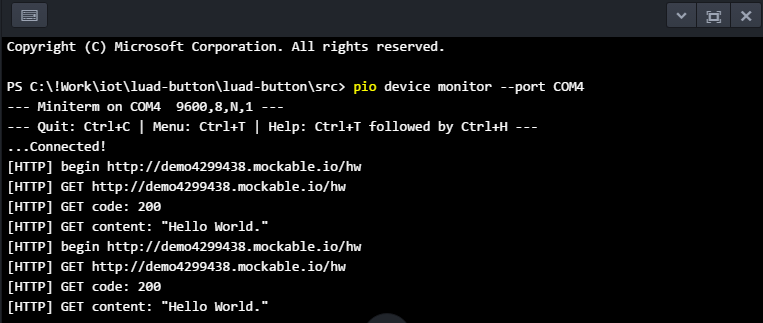 Copyright (C) Microsoft Corporation. All rights reserved.
PS C:\!Work\iot\luad-button\luad-button\src> pio device monitor --port COM4
--- Miniterm on COM4  9600,8,N,1 ---
--- Quit: Ctrl+C | Menu: Ctrl+T | Help: Ctrl+T followed by Ctrl+H ---
...Connected!
[HTTP] begin http://demo4299438.mockable.io/hw
[HTTP] GET http://demo4299438.mockable.io/hw
[HTTP] GET code: 200
[HTTP] GET content: "Hello World."
[HTTP] begin http://demo4299438.mockable.io/hw
[HTTP] GET http://demo4299438.mockable.io/hw
[HTTP] GET code: 200
[HTTP] GET content: "Hello World."